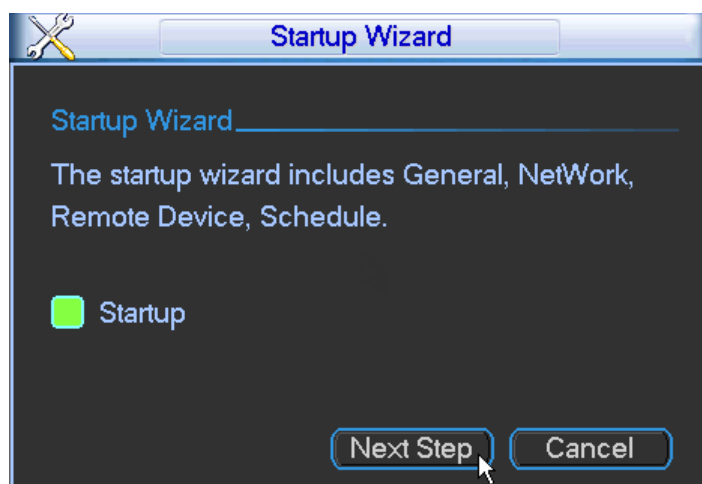 Startup Wizard
Startup Wizard
The startup wizard includes General, NetWork,
Remote Device, Schedule.
Startup
Next Step Cancel